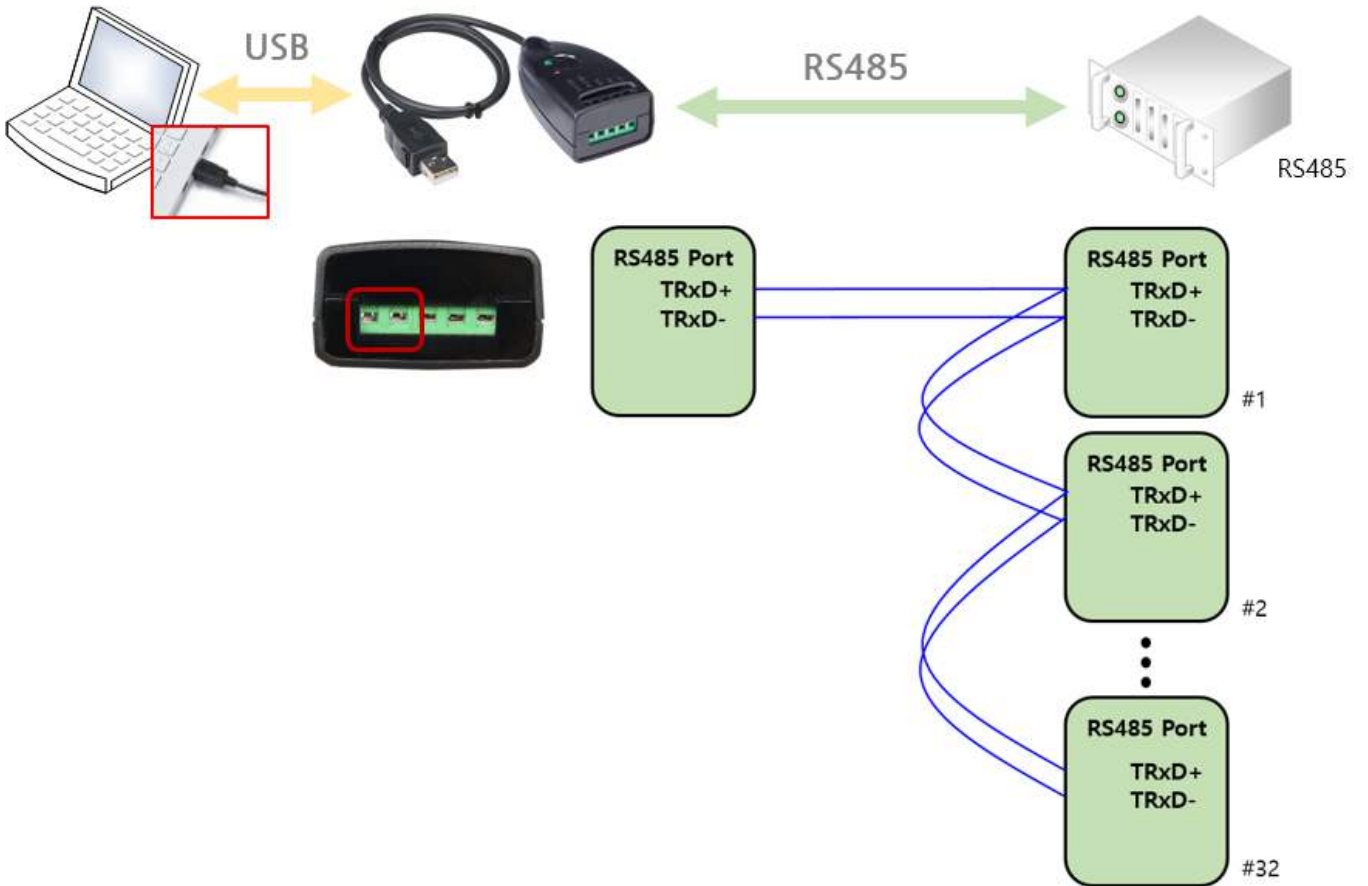 USB
RS485
RS485
RS485 Port
TRxD+
TRxD-
RS485 Port
TRxD+
TRxD-
#1
RS485 Port
TRxD+
TRxD-
#2
RS485 Port
TRxD+
TRxD-
#32